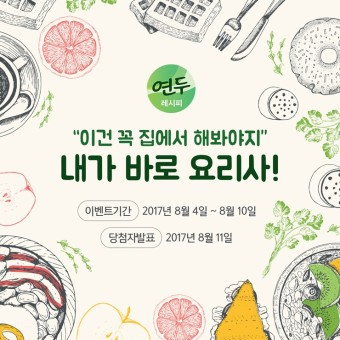 연두
레시피
“이건 꼭 집에서 해봐야지”
내가 바로 요리사!
이벤트기간 2017년 8월 4일 ~ 8월 10일
당첨자발표 2017년 8월 11일